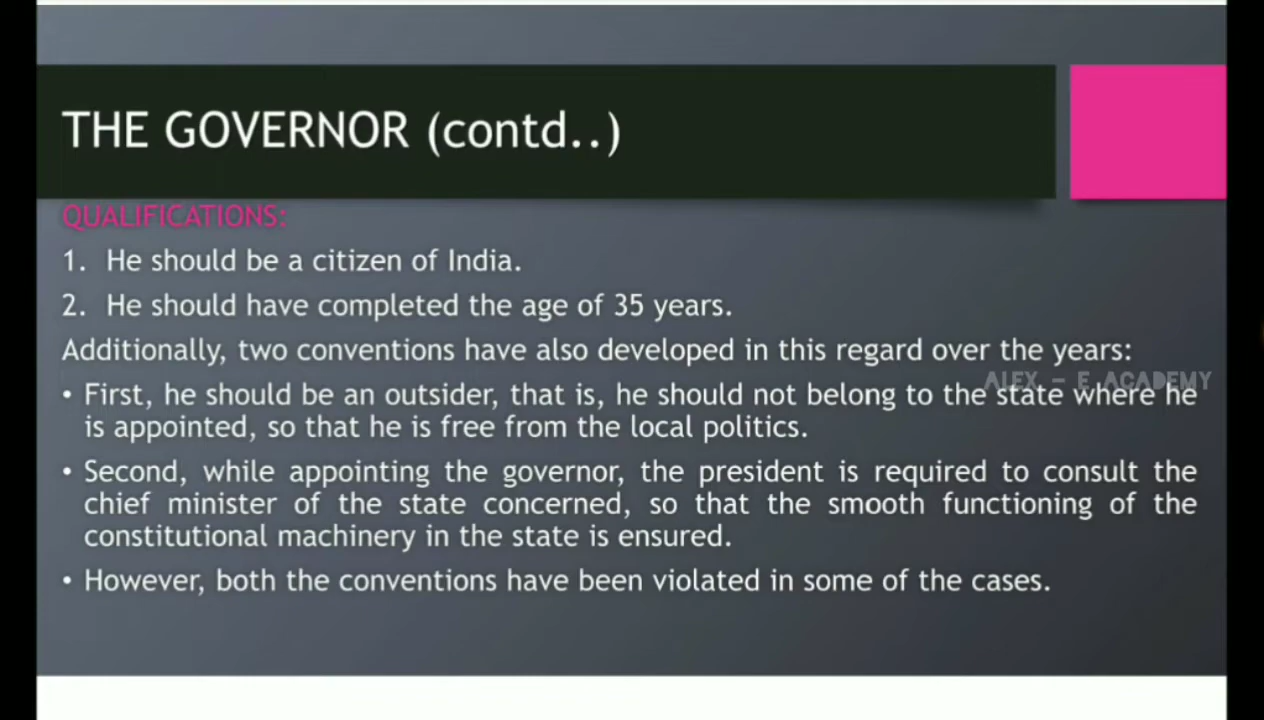 THE GOVERNOR (contd..)
QUALIFICATIONS:
1. He should be a citizen of India.
2. He should have completed the age of 35 years.
Additionally, two conventions have also developed in this regard over the years:
ALEX - E ACADEMY
• First, he should be an outsider, that is, he should not belong to the state where he
is appointed, so that he is free from the local politics.
• Second, while appointing the governor, the president is required to consult the
chief minister of the state concerned, so that the smooth functioning of the
constitutional machinery in the state is ensured.
• However, both the conventions have been violated in some of the cases.